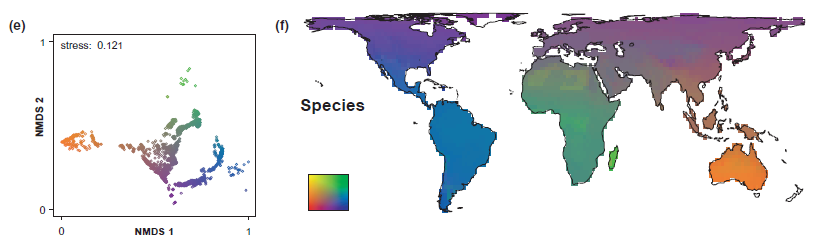 (e)
1
stress: 0.121
NMDS 2
0
0
NMDS 1
1
(f)
Species